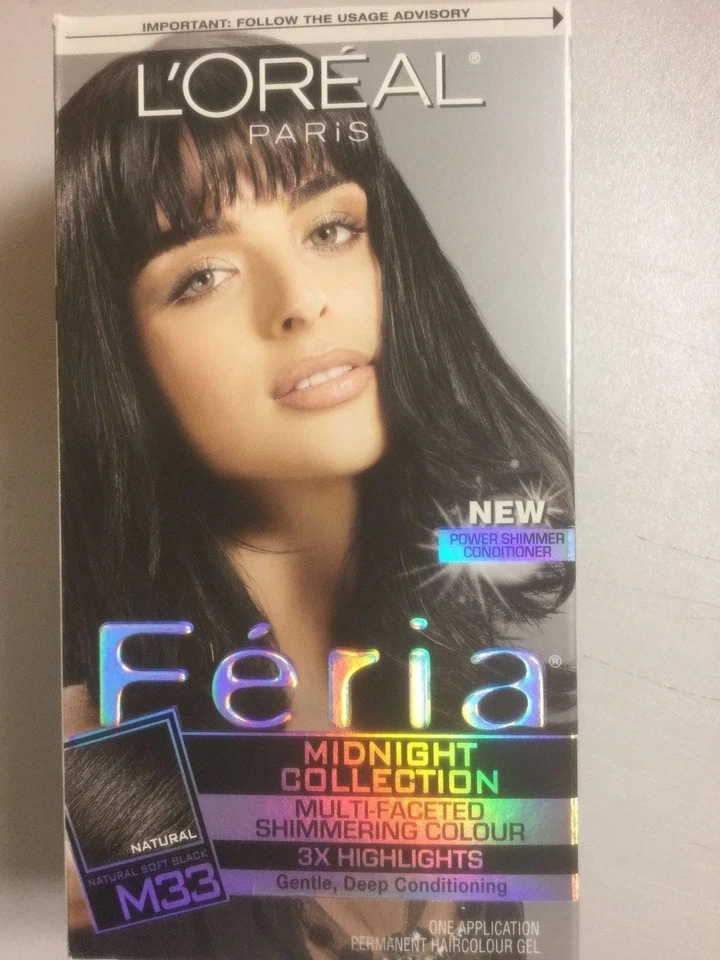 IMPORTANT: FOLLOW THE USAGE ADVISORY
L'ORÉAL®
PARiS
NEW
POWER SHIMMER
CONDITIONER
Féria®
MIDNIGHT
COLLECTION
MULTI-FACETED
SHIMMERING COLOUR
3X HIGHLIGHTS
Gentle, Deep Conditioning
NATURAL
NATURAL SOFT BLACK
M33
ONE APPLICATION
PERMANENT HAIRCOLOUR GEL